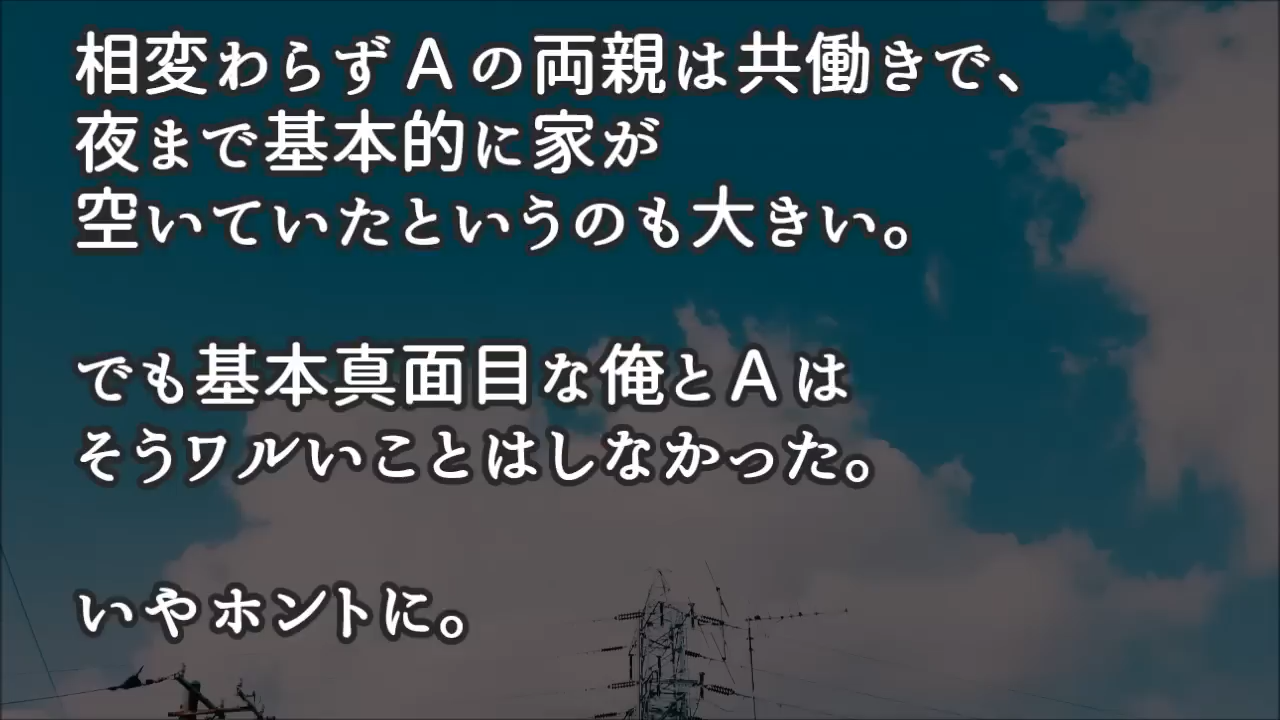 相変わらずＡの両親は共働きで、
夜まで基本的に家が
空いていたというのも大きい。
でも基本真面目な俺とＡは
そうワルいことはしなかった。
いやホントに。